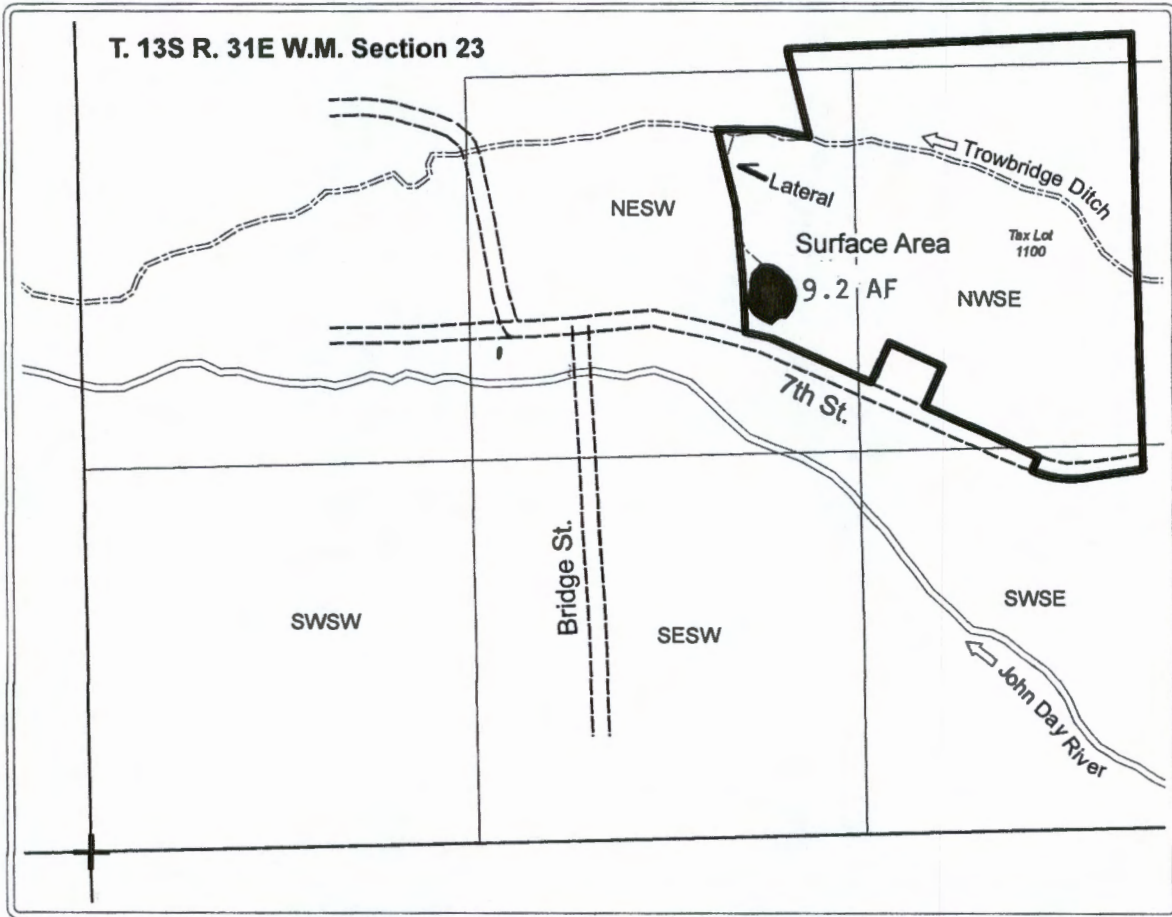 T. 13S R. 31E W.M. Section 23
Trowbridge Ditch
Lateral
NESW
Surface Area
Tax Lot
1100
9.2 AF
NWSE
7th St.
Bridge St.
SWSW
SESW
SWSE
John Day River